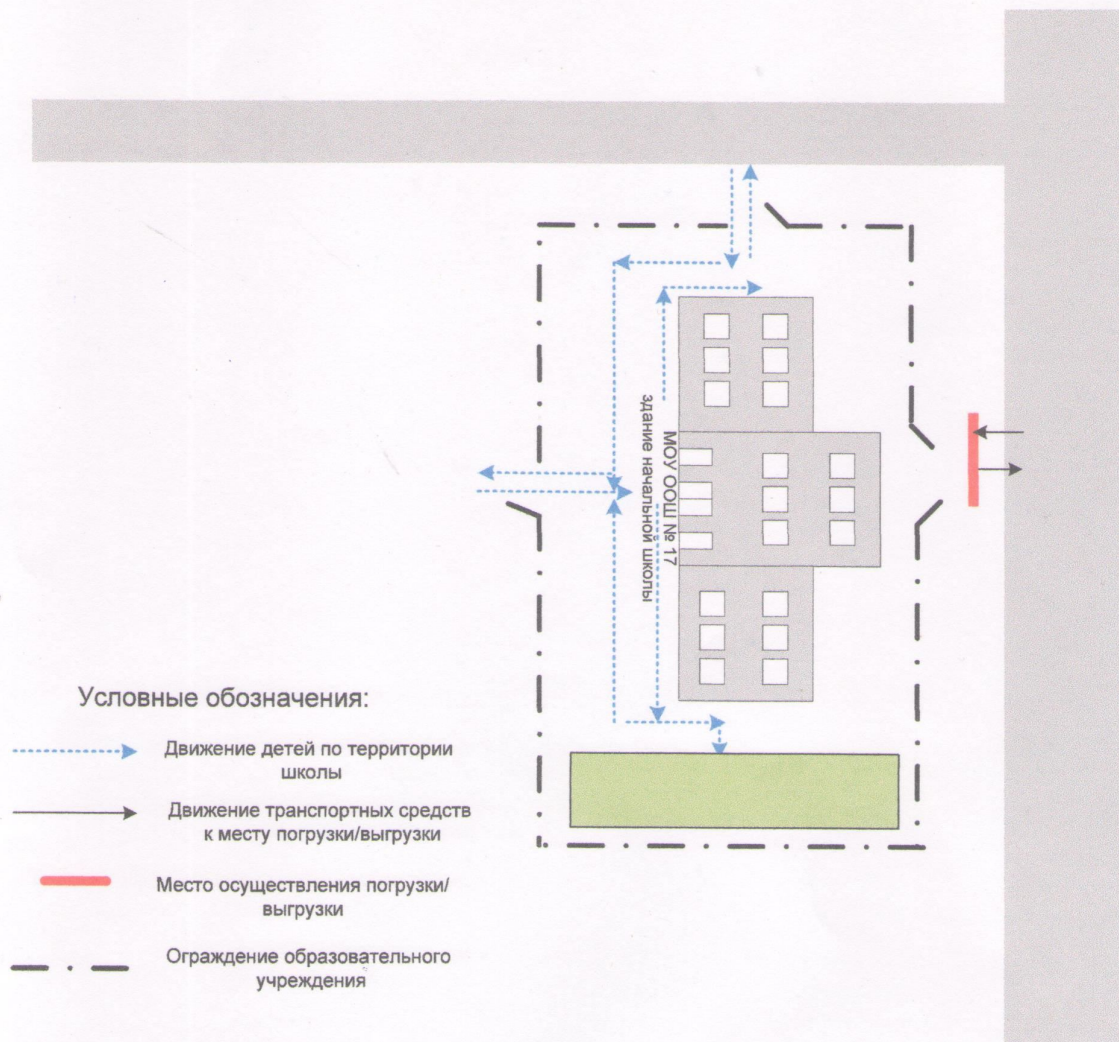 МОУ ООШ № 17
здание начальной школы
Условные обозначения:
Движение детей по территории
школы
Движение транспортных средств
к месту погрузки/выгрузки
Место осуществления погрузки/
выгрузки
Ограждение образовательного
учреждения